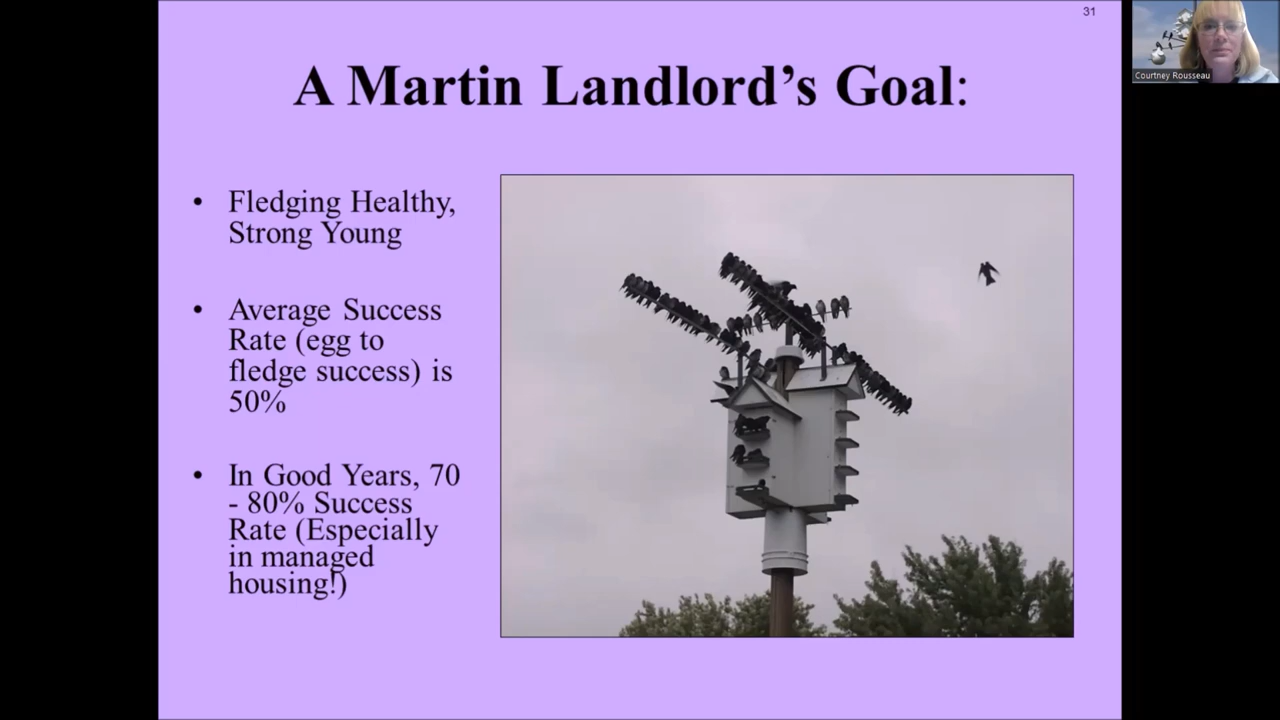 31
Courtney Rousseau
A Martin Landlord’s Goal:
• Fledging Healthy,
Strong Young
• Average Success
Rate (egg to
fledge success) is
50%
• In Good Years, 70
- 80% Success
Rate (Especially
in managed
housing!)